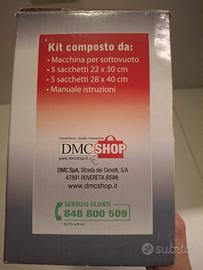 Kit composto da:
• Macchina per sottovuoto
• 5 sacchetti 22 x 30 cm
• 5 sacchetti 28 x 40 cm
• Manuale istruzioni
DMC SHOP
www.dmcshop.it
DMC SpA, Strada dei Censiti, 5/A
47891 ROVERETA (RSM)
www.dmcshop.it
SERVIZIO CLIENTI
848 800 509
subito